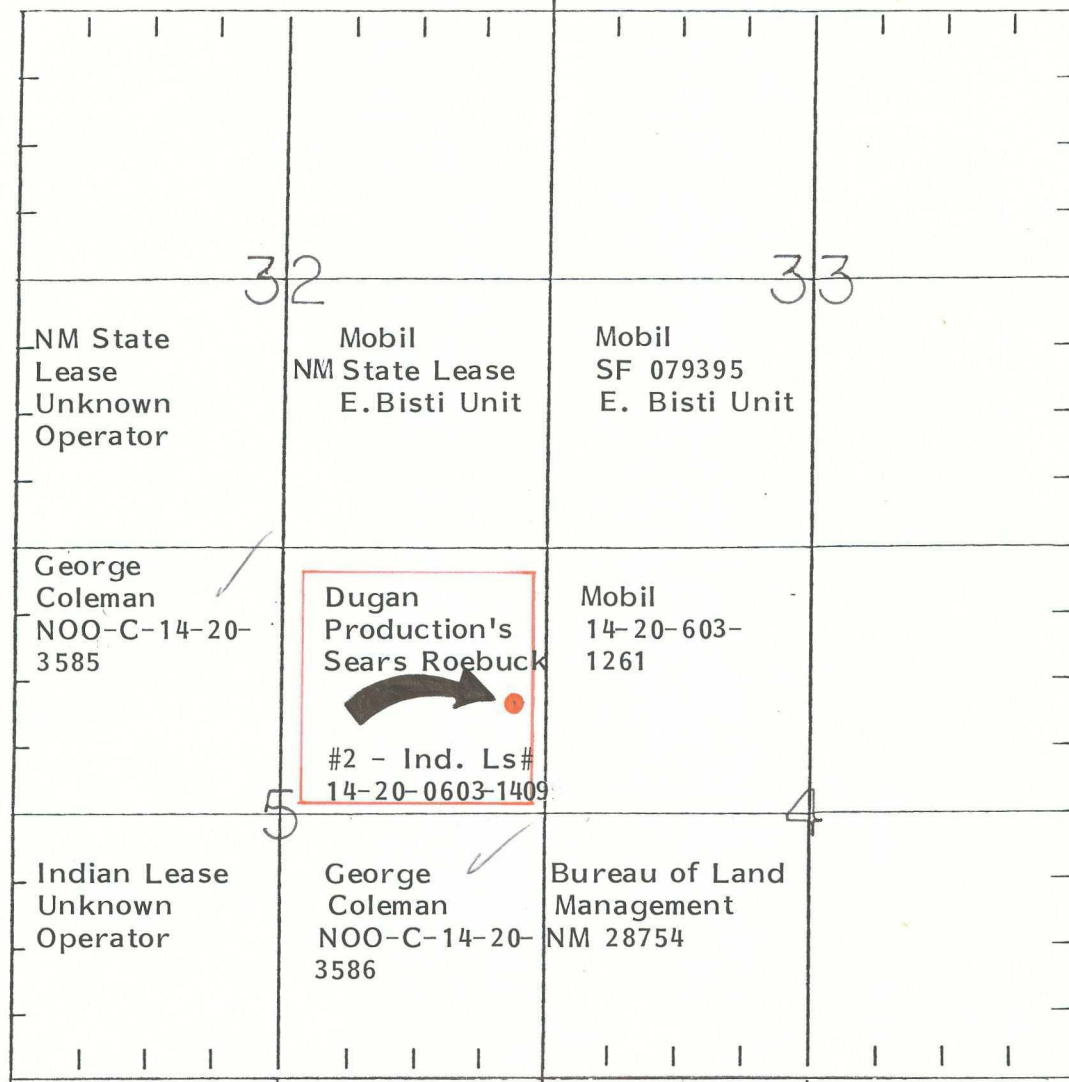 32
33
NM State
Lease
Unknown
Operator
Mobil
NM State Lease
E. Bisti Unit
Mobil
SF 079395
E. Bisti Unit
George
Coleman
NOO-C-14-20-
3585
Dugan
Production's
Sears Roebuck
#2 - Ind. Ls#
14-20-0603-1409
Mobil
14-20-603-
1261
5
4
Indian Lease
Unknown
Operator
George
Coleman
NOO-C-14-20-
3586
Bureau of Land
Management
NM 28754